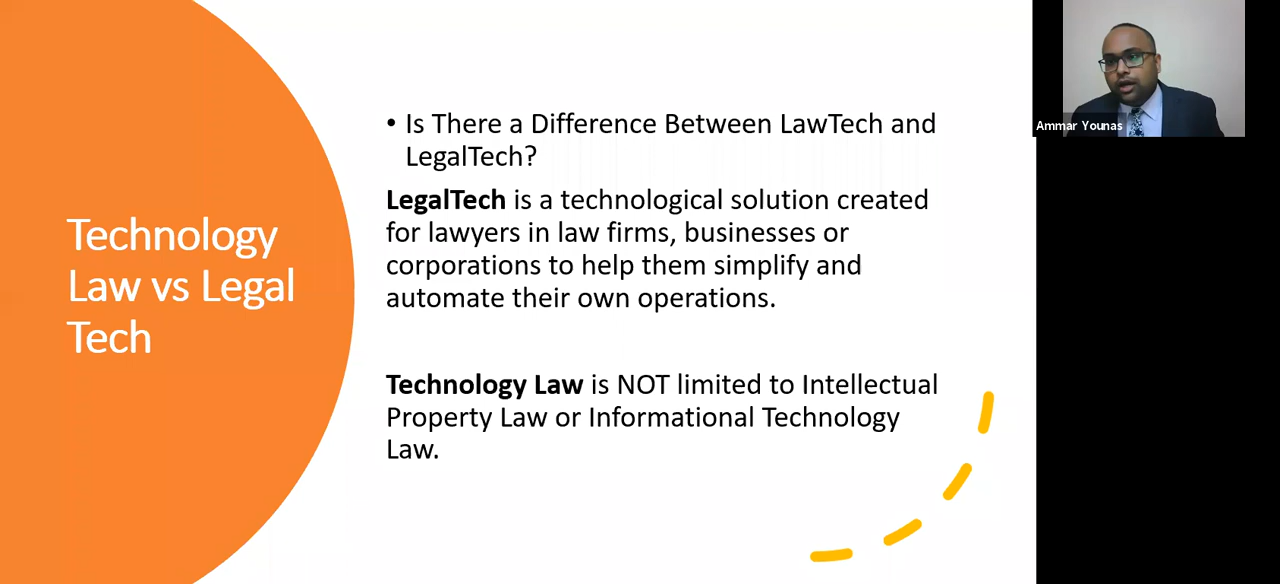 Technology
Law vs Legal
Tech
• Is There a Difference Between LawTech and
LegalTech?
LegalTech is a technological solution created
for lawyers in law firms, businesses or
corporations to help them simplify and
automate their own operations.
Technology Law is NOT limited to Intellectual
Property Law or Informational Technology
Law.
Ammar Younas